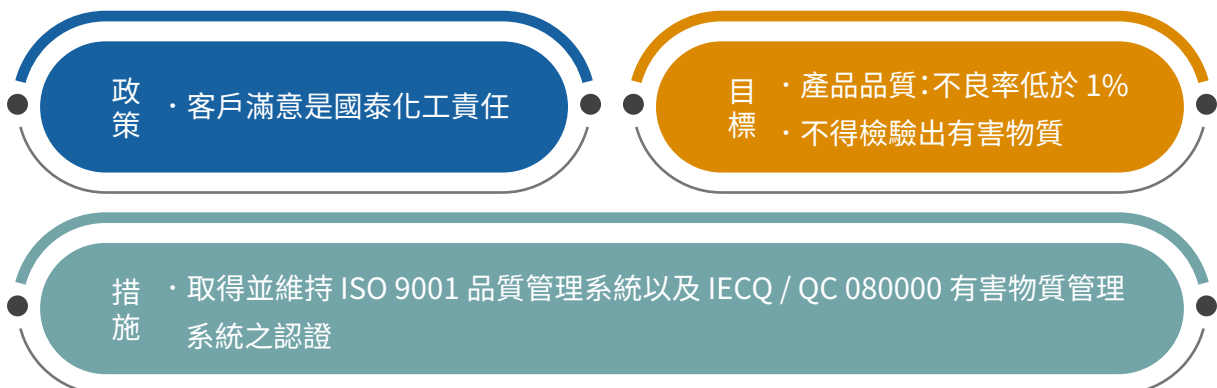 政策
・客戶滿意是國泰化工責任
目標
・產品品質：不良率低於 1%
・不得檢驗出有害物質
措施
・取得並維持 ISO 9001 品質管理系統以及 IECQ / QC 080000 有害物質管理
系統之認證